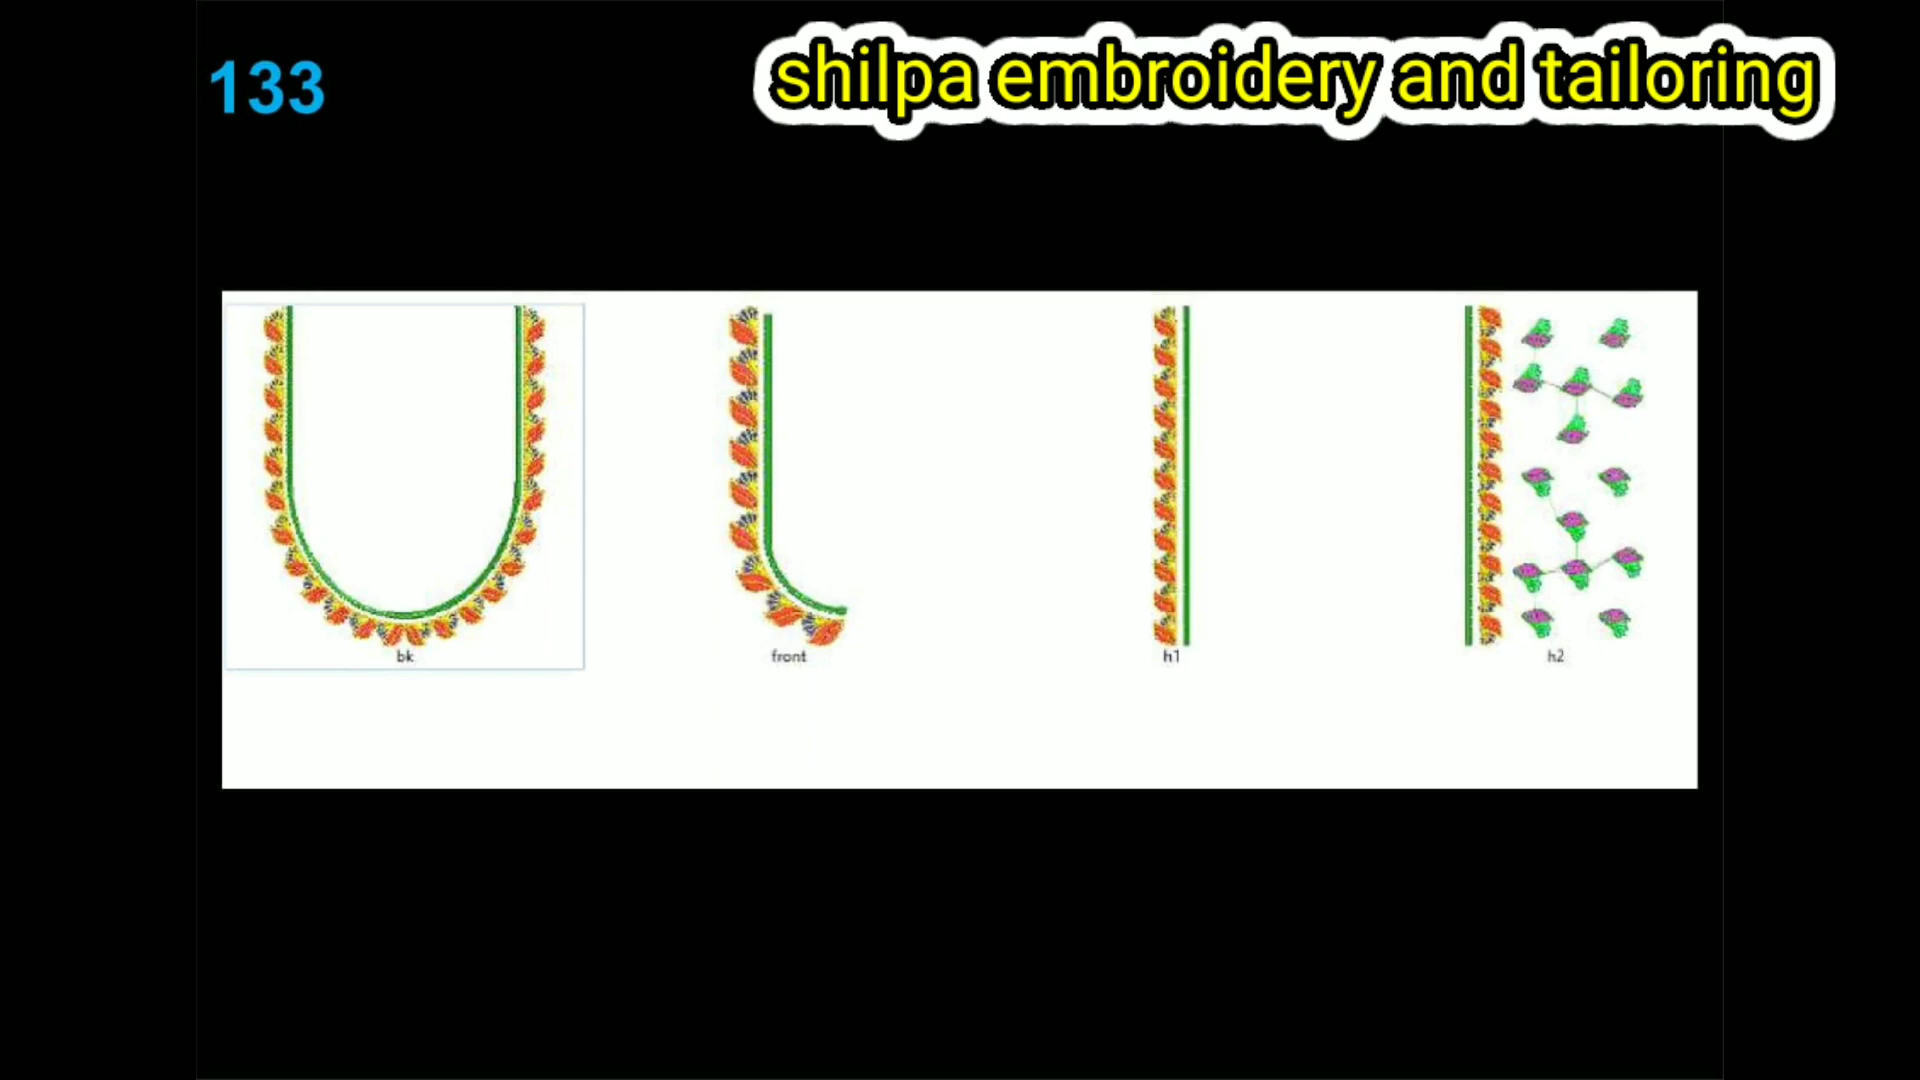 133
shilpa embroidery and tailoring
bk
front
h1
h2